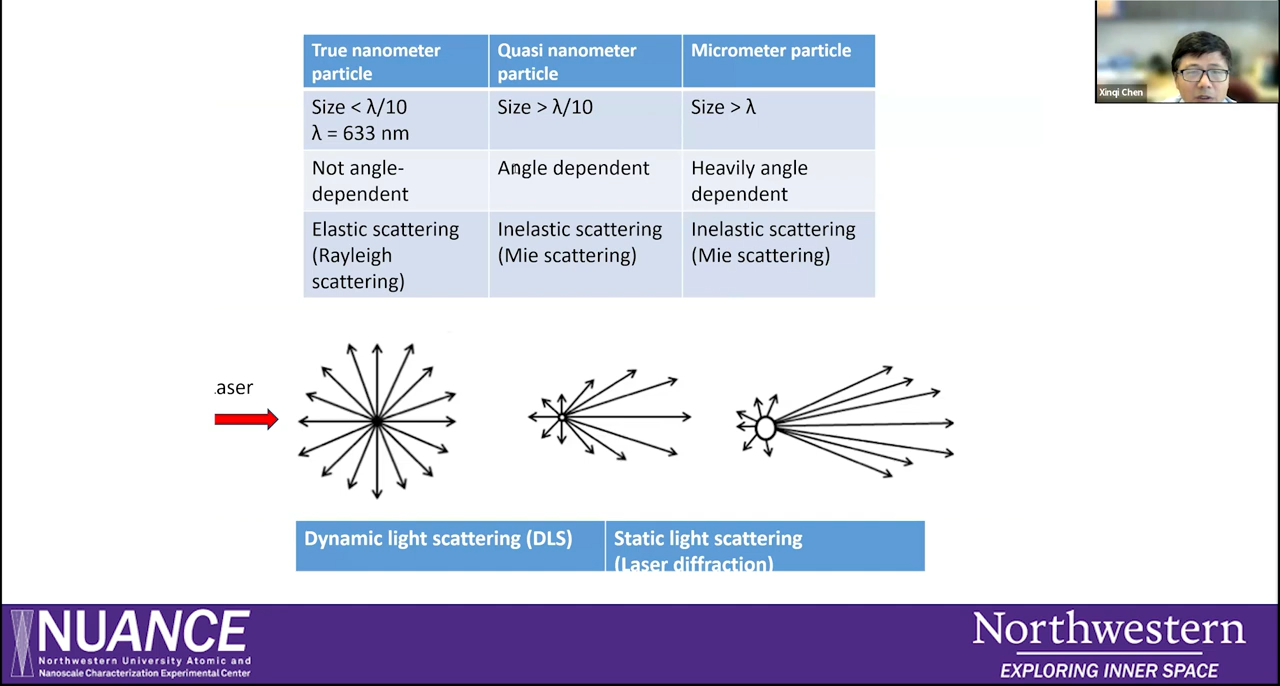 True nanometer
particle
Quasi nanometer
particle
Micrometer particle
Size < λ/10
λ = 633 nm
Size > λ/10
Size > λ
Not angle-
dependent
Angle dependent
Heavily angle
dependent
Elastic scattering
(Rayleigh
scattering)
Inelastic scattering
(Mie scattering)
Inelastic scattering
(Mie scattering)
Xinqi Chen
aser
Dynamic light scattering (DLS)
Static light scattering
(Laser diffraction)
NUANCE
Northwestern University Atomic and
Nanoscale Characterization Experimental Center
Northwestern
EXPLORING INNER SPACE